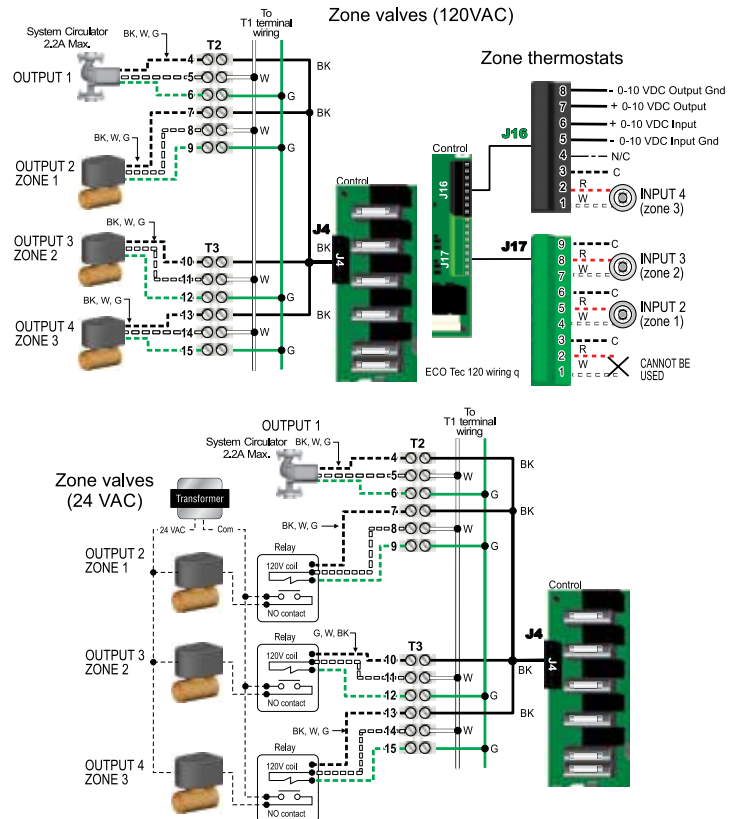 Zone valves (120VAC)
To
T1 terminal
wiring
System Circulator
2.2A Max.
BK, W, G
T2
OUTPUT 1
4
5
6
7
8
9
BK
W
G
BK
W
G
BK, W, G
OUTPUT 2
ZONE 1
BK, W, G
OUTPUT 3
ZONE 2
T3
10
11
12
13
14
15
BK
W
G
BK
W
G
BK, W, G
OUTPUT 4
ZONE 3
Control
J4
J4
Zone thermostats
Control
J16
J17
ECO Tec 120 wiring q
J16
8 - 0-10 VDC Output Gnd
7 + 0-10 VDC Output
6 + 0-10 VDC Input
5 - 0-10 VDC Input Gnd
4 N/C
3 C
2 R
1 W
INPUT 4
(zone 3)
J17
9 C
8 R
7 W
INPUT 3
(zone 2)
6 C
5 R
4 W
INPUT 2
(zone 1)
3 C
2 R
1 W
CANNOT BE
USED
Zone valves
(24 VAC)
OUTPUT 1
System Circulator
2.2A Max.
BK, W, G
To
T1 terminal
wiring
T2
4
5
6
7
8
9
BK
W
G
BK
W
G
Transformer
24 VAC
Com
OUTPUT 2
ZONE 1
Relay
120V coil
NO contact
BK, W, G
OUTPUT 3
ZONE 2
Relay
120V coil
NO contact
G, W, BK
T3
10
11
12
13
14
15
BK
W
G
BK
W
G
OUTPUT 4
ZONE 3
Relay
120V coil
NO contact
BK, W, G
Control
J4
J4